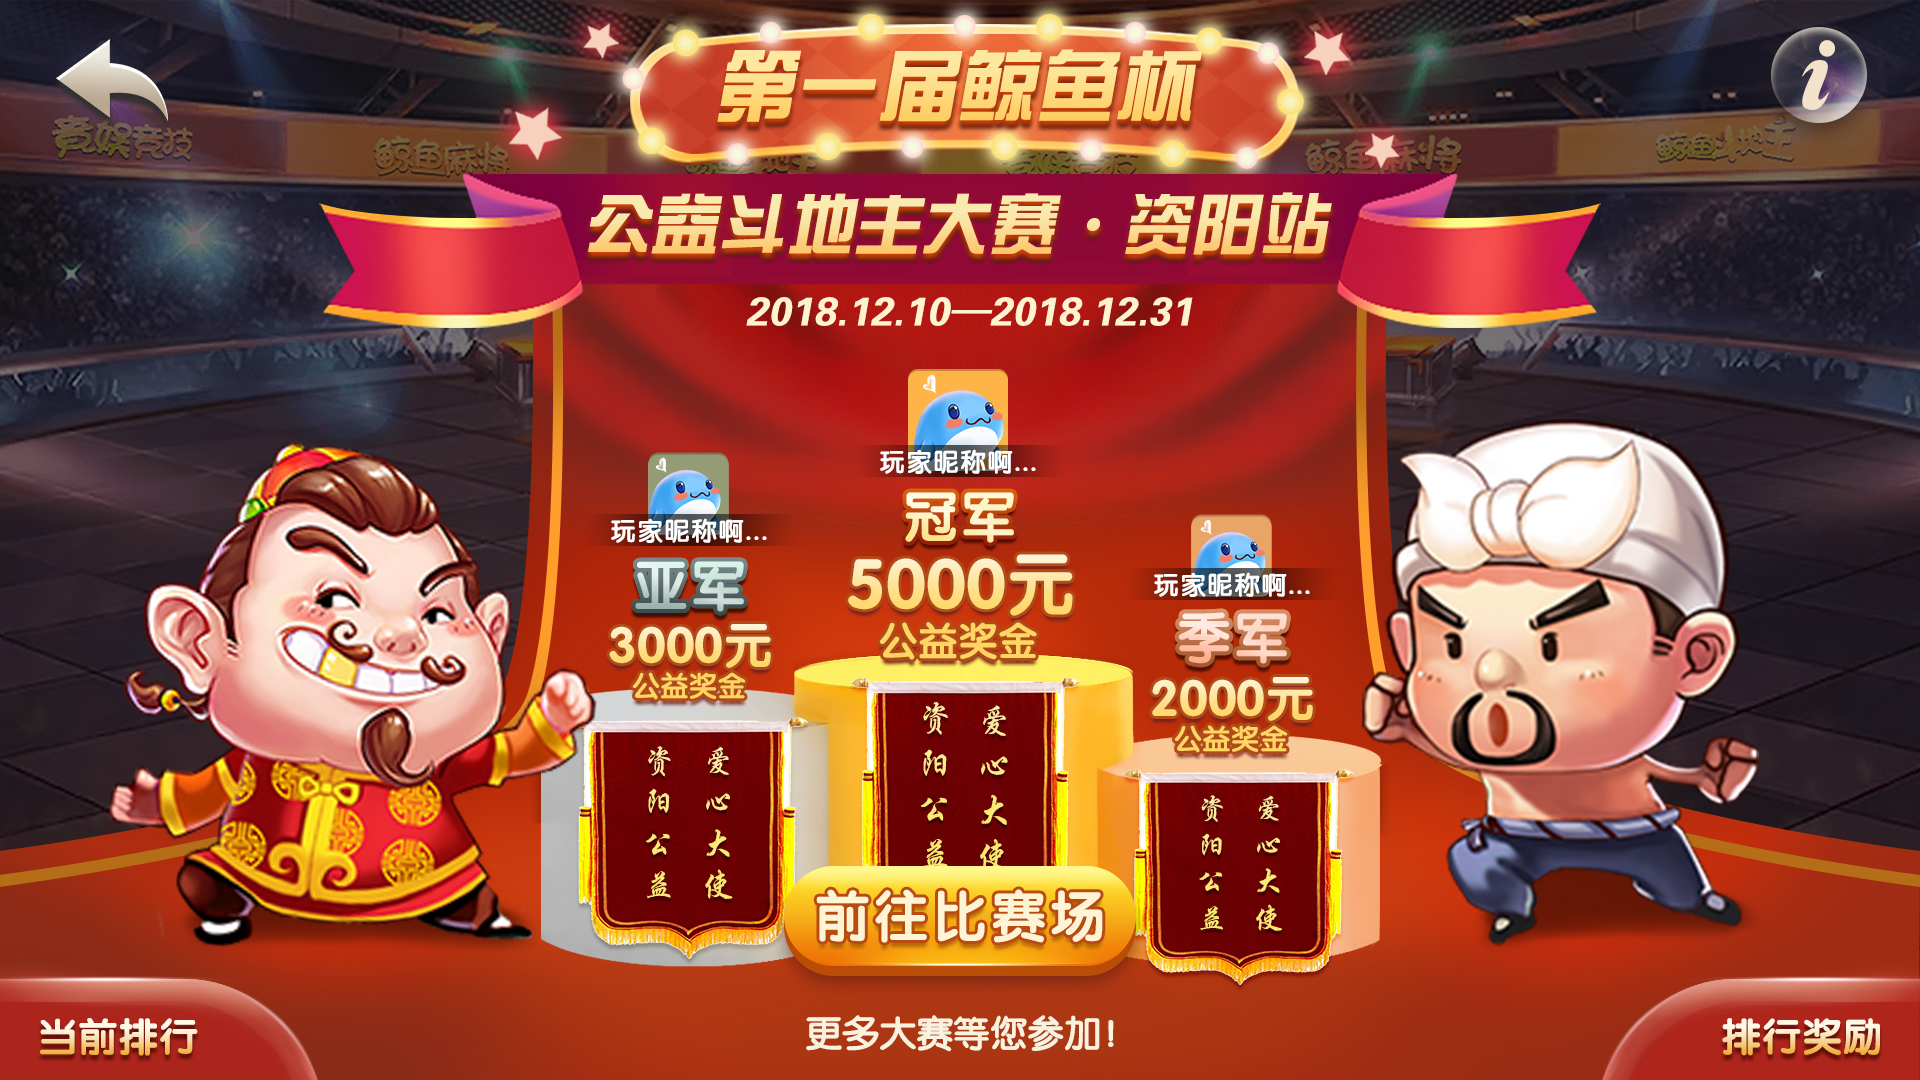 第一届鲸鱼杯
竞娱竞技
鲸鱼麻将
鲸鱼麻将
鲸鱼斗地主
公益斗地主大赛·资阳站
2018.12.10—2018.12.31
玩家昵称啊...
冠军
5000元
公益奖金
玩家昵称啊...
亚军
3000元
公益奖金
玩家昵称啊...
季军
2000元
公益奖金
爱心大使
资阳公益
爱心大使
资阳公益
爱心大使
资阳公益
前往比赛场
更多大赛等您参加!
当前排行
排行奖励